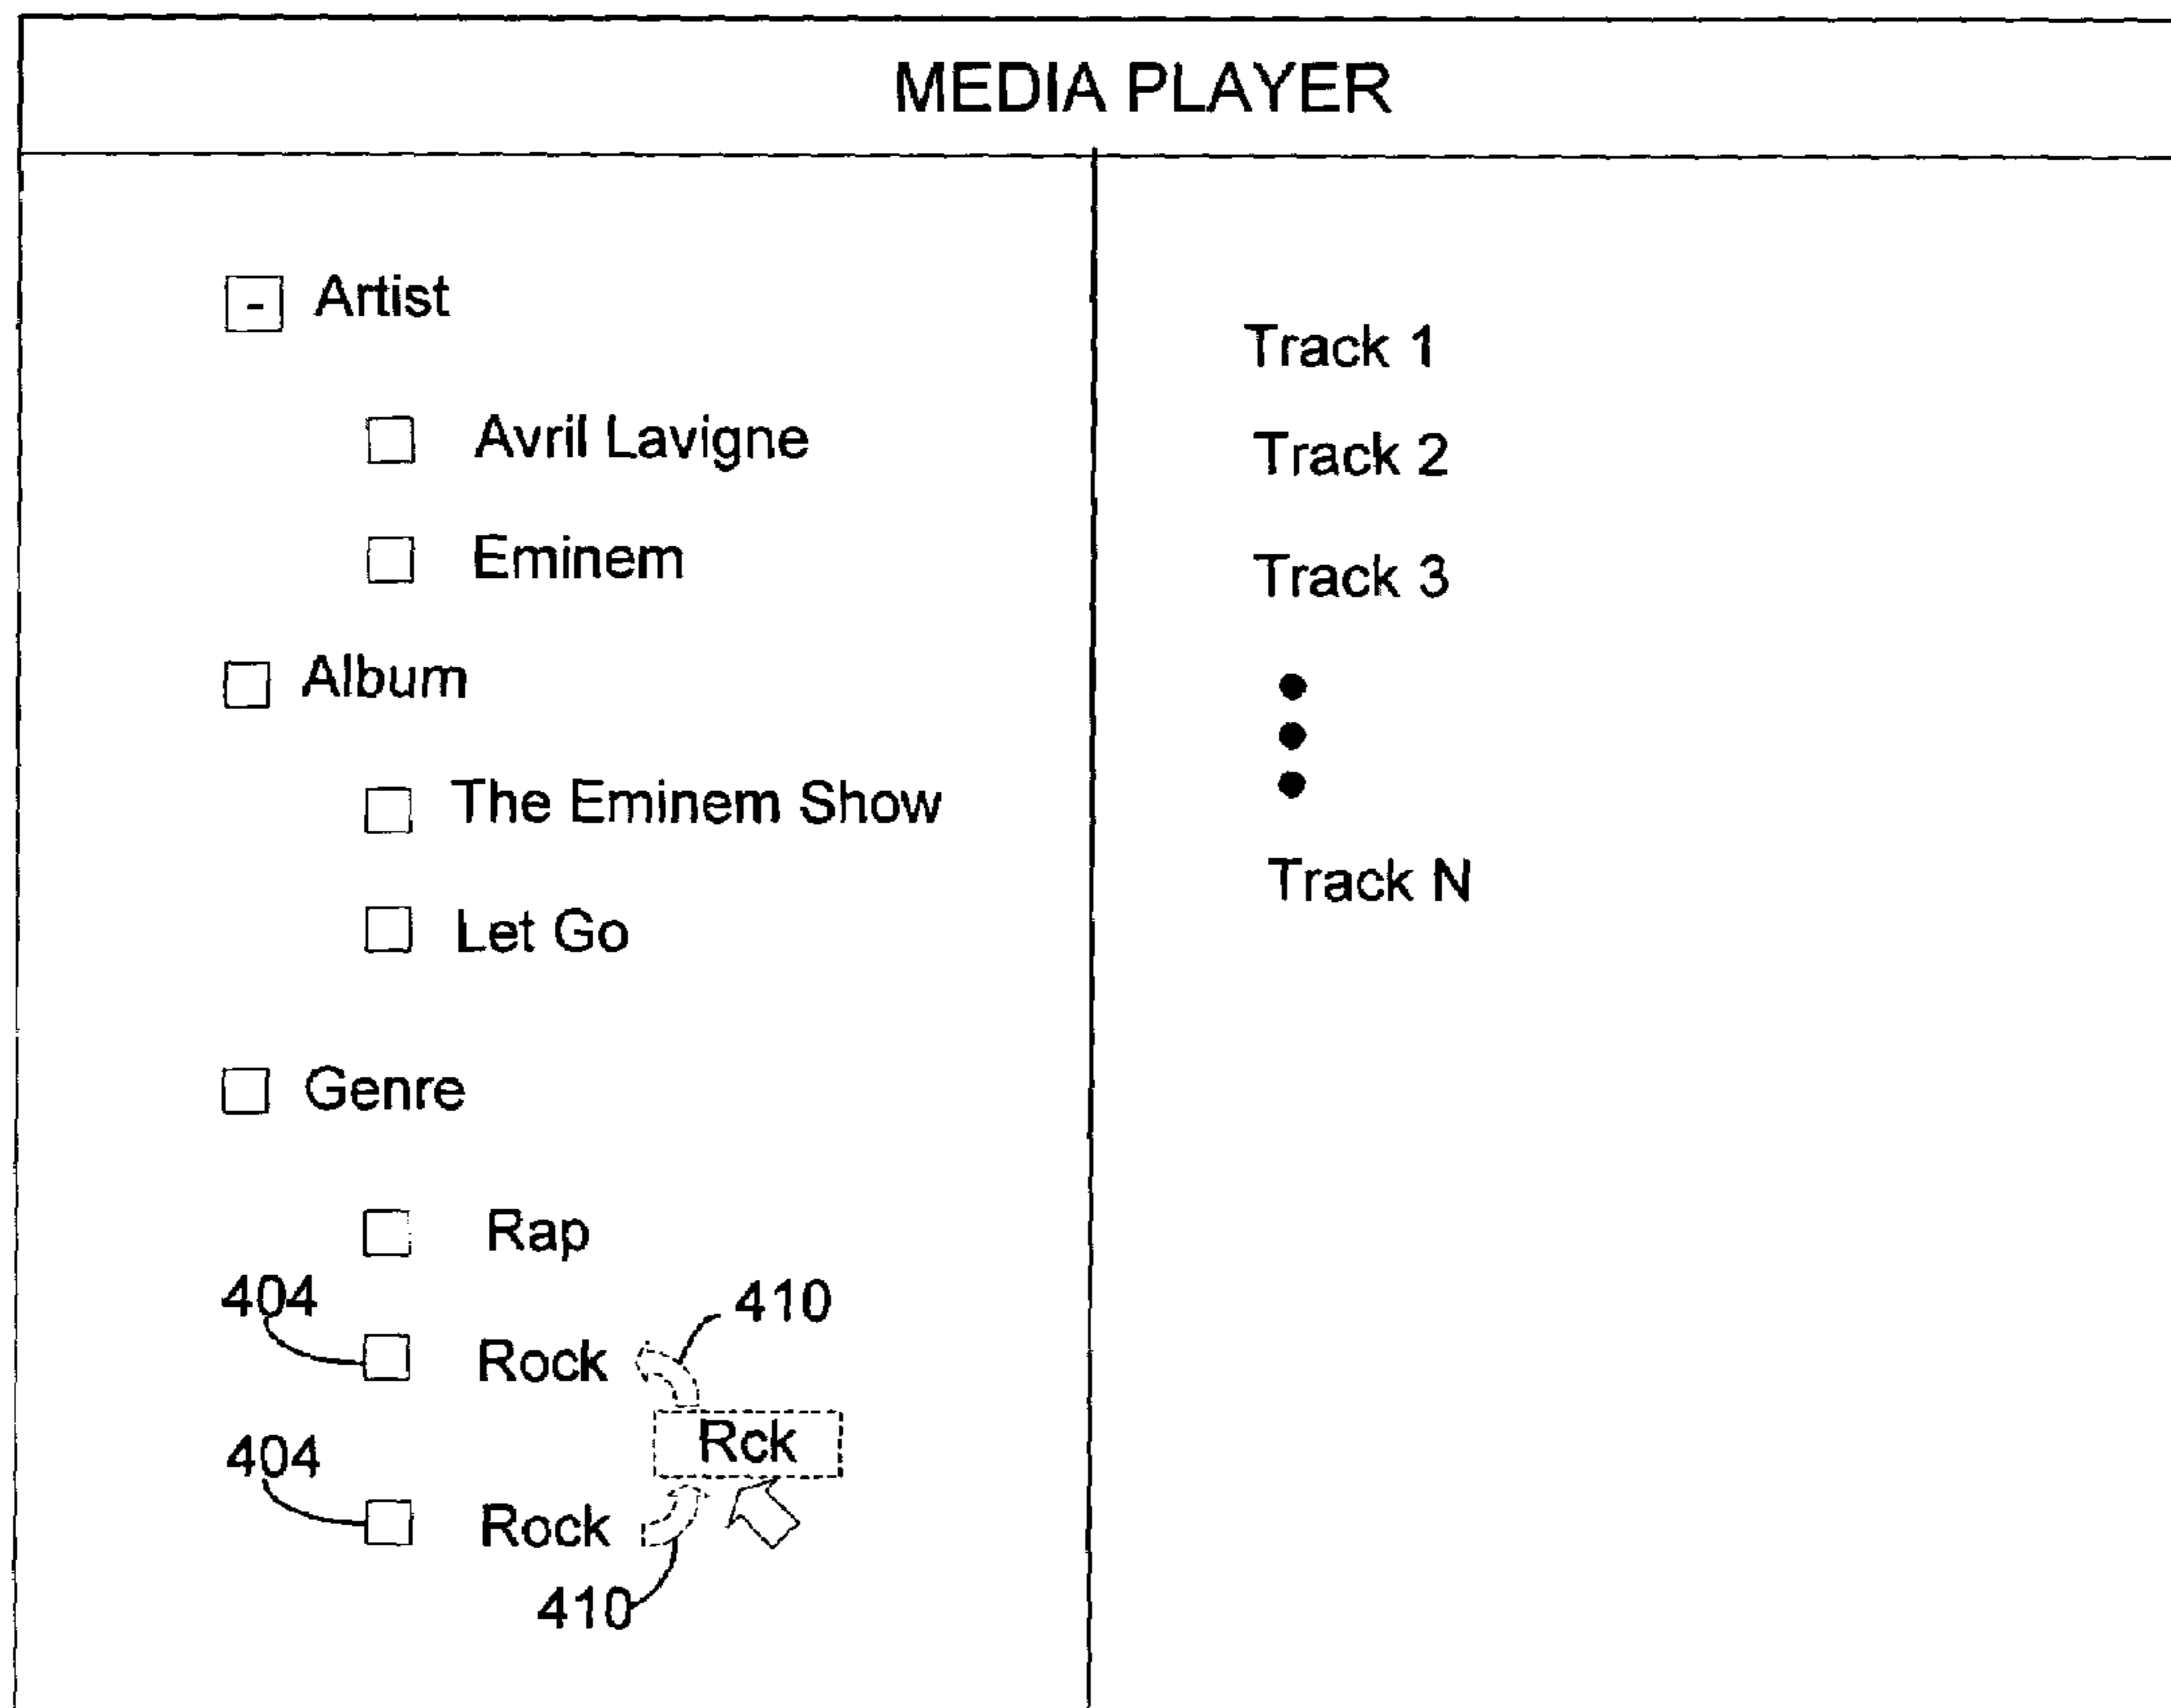 MEDIA PLAYER
- Artist
Avril Lavigne
Eminem
Album
The Eminem Show
Let Go
Genre
Rap
404
Rock
410
Rck
404
Rock
410
Track 1
Track 2
Track 3
Track N